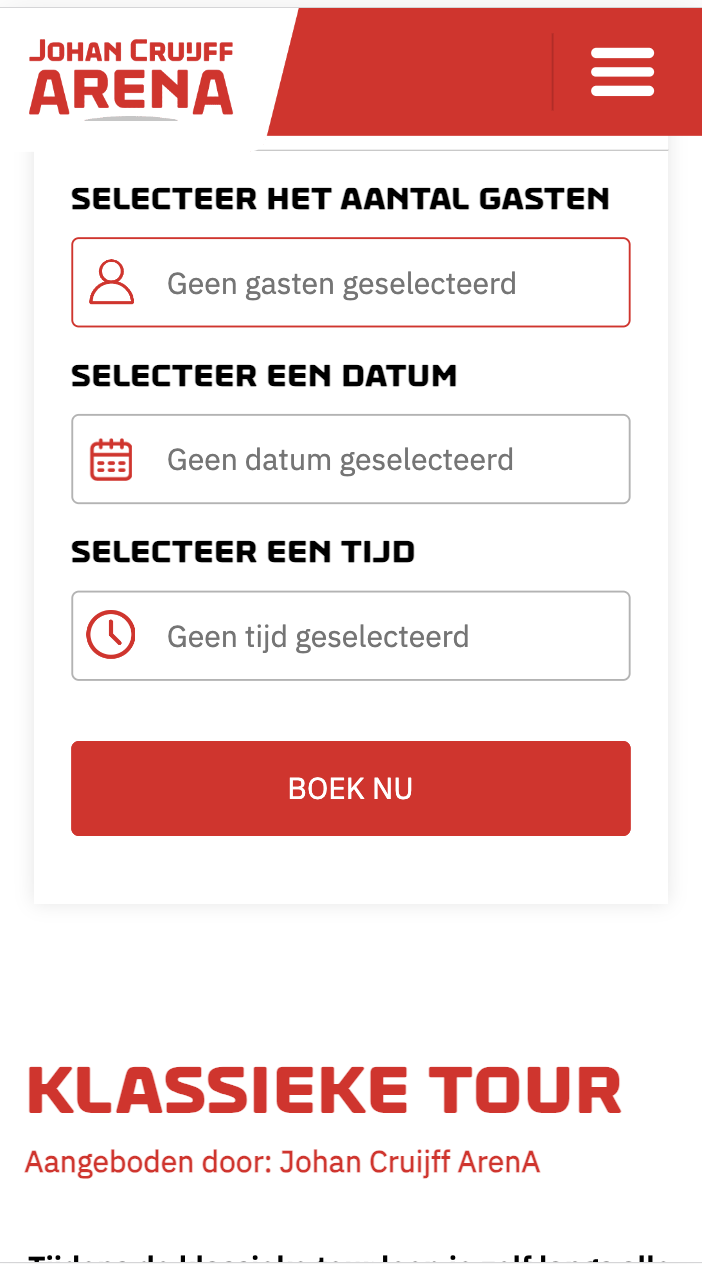 JOHAN CRUIJFF
ARENA
SELECTEER HET AANTAL GASTEN
Geen gasten geselecteerd
SELECTEER EEN DATUM
Geen datum geselecteerd
SELECTEER EEN TIJD
Geen tijd geselecteerd
BOEK NU
KLASSIEKE TOUR
Aangeboden door: Johan Cruijff ArenA